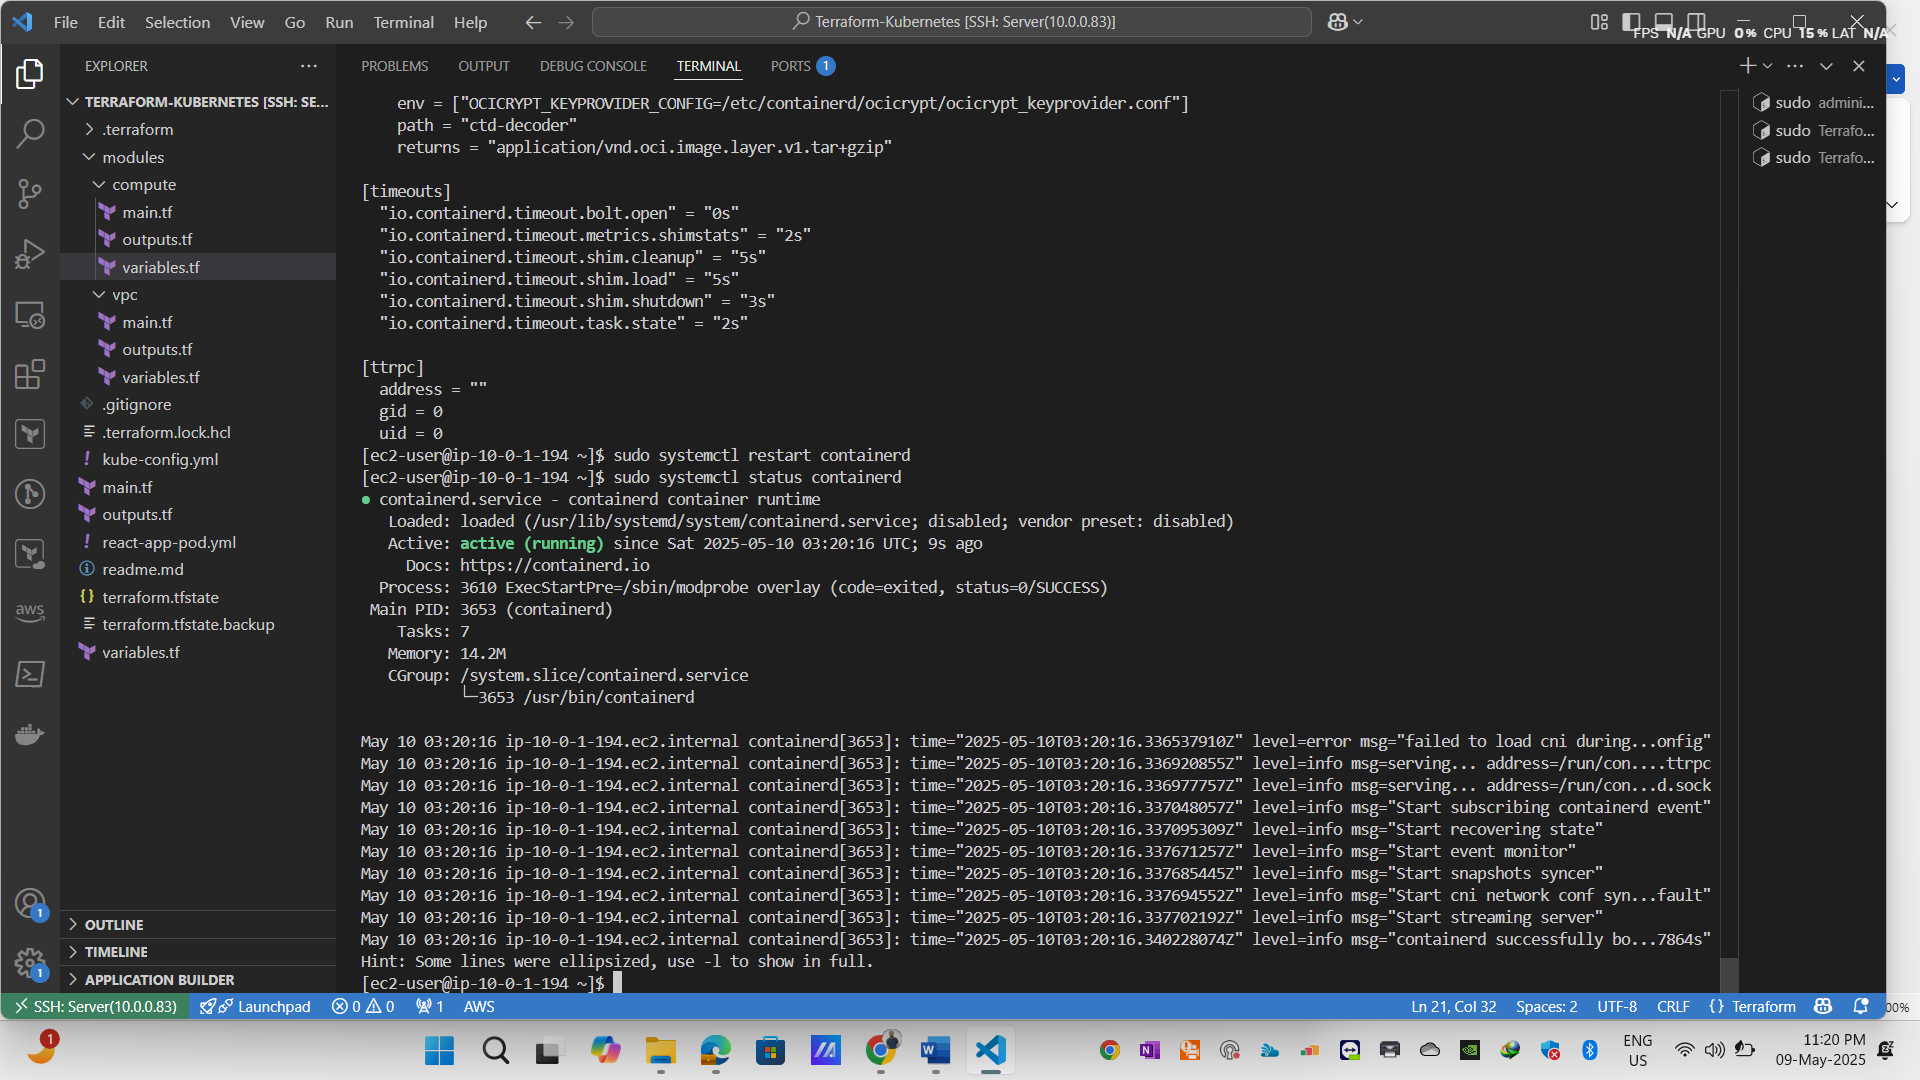 File Edit Selection View Go Run Terminal Help
Terraform-Kubernetes [SSH: Server(10.0.0.83)]
FPS N/A GPU 0% CPU 15% LAT N/A
EXPLORER
TERRAFORM-KUBERNETES [SSH: SE...
.terraform
modules
compute
main.tf
outputs.tf
variables.tf
vpc
main.tf
outputs.tf
variables.tf
.gitignore
.terraform.lock.hcl
kube-config.yml
main.tf
outputs.tf
react-app-pod.yml
readme.md
terraform.tfstate
terraform.tfstate.backup
variables.tf
OUTLINE
TIMELINE
APPLICATION BUILDER
aws
1
1
PROBLEMS OUTPUT DEBUG CONSOLE TERMINAL PORTS 1
env = ["OCICRYPT_KEYPROVIDER_CONFIG=/etc/containerd/ocicrypt/ocicrypt_keyprovider.conf"]
path = "ctd-decoder"
returns = "application/vnd.oci.image.layer.v1.tar+gzip"
[timeouts]
"io.containerd.timeout.bolt.open" = "0s"
"io.containerd.timeout.metrics.shimstats" = "2s"
"io.containerd.timeout.shim.cleanup" = "5s"
"io.containerd.timeout.shim.load" = "5s"
"io.containerd.timeout.shim.shutdown" = "3s"
"io.containerd.timeout.task.state" = "2s"
[ttrpc]
address = ""
gid = 0
uid = 0
[ec2-user@ip-10-0-1-194 ~]$ sudo systemctl restart containerd
[ec2-user@ip-10-0-1-194 ~]$ sudo systemctl status containerd
● containerd.service - containerd container runtime
Loaded: loaded (/usr/lib/systemd/system/containerd.service; disabled; vendor preset: disabled)
Active: active (running) since Sat 2025-05-10 03:20:16 UTC; 9s ago
Docs: https://containerd.io
Process: 3610 ExecStartPre=/sbin/modprobe overlay (code=exited, status=0/SUCCESS)
Main PID: 3653 (containerd)
Tasks: 7
Memory: 14.2M
CGroup: /system.slice/containerd.service
└─3653 /usr/bin/containerd
May 10 03:20:16 ip-10-0-1-194.ec2.internal containerd[3653]: time="2025-05-10T03:20:16.336537910Z" level=error msg="failed to load cni during...onfig"
May 10 03:20:16 ip-10-0-1-194.ec2.internal containerd[3653]: time="2025-05-10T03:20:16.336920855Z" level=info msg=serving... address=/run/con....ttrpc
May 10 03:20:16 ip-10-0-1-194.ec2.internal containerd[3653]: time="2025-05-10T03:20:16.336977757Z" level=info msg=serving... address=/run/con...d.sock
May 10 03:20:16 ip-10-0-1-194.ec2.internal containerd[3653]: time="2025-05-10T03:20:16.337048057Z" level=info msg="Start subscribing containerd event"
May 10 03:20:16 ip-10-0-1-194.ec2.internal containerd[3653]: time="2025-05-10T03:20:16.337095309Z" level=info msg="Start recovering state"
May 10 03:20:16 ip-10-0-1-194.ec2.internal containerd[3653]: time="2025-05-10T03:20:16.337671257Z" level=info msg="Start event monitor"
May 10 03:20:16 ip-10-0-1-194.ec2.internal containerd[3653]: time="2025-05-10T03:20:16.337685445Z" level=info msg="Start snapshots syncer"
May 10 03:20:16 ip-10-0-1-194.ec2.internal containerd[3653]: time="2025-05-10T03:20:16.337694552Z" level=info msg="Start cni network conf syn...fault"
May 10 03:20:16 ip-10-0-1-194.ec2.internal containerd[3653]: time="2025-05-10T03:20:16.337702192Z" level=info msg="Start streaming server"
May 10 03:20:16 ip-10-0-1-194.ec2.internal containerd[3653]: time="2025-05-10T03:20:16.340228074Z" level=info msg="containerd successfully bo...7864s"
Hint: Some lines were ellipsized, use -l to show in full.
[ec2-user@ip-10-0-1-194 ~]$
sudo admini...
sudo Terrafo...
sudo Terrafo...
SSH: Server(10.0.0.83) Launchpad 0 0 1 AWS Ln 21, Col 32 Spaces: 2 UTF-8 CRLF {} Terraform
00%
1
ENG
US
11:20 PM
09-May-2025